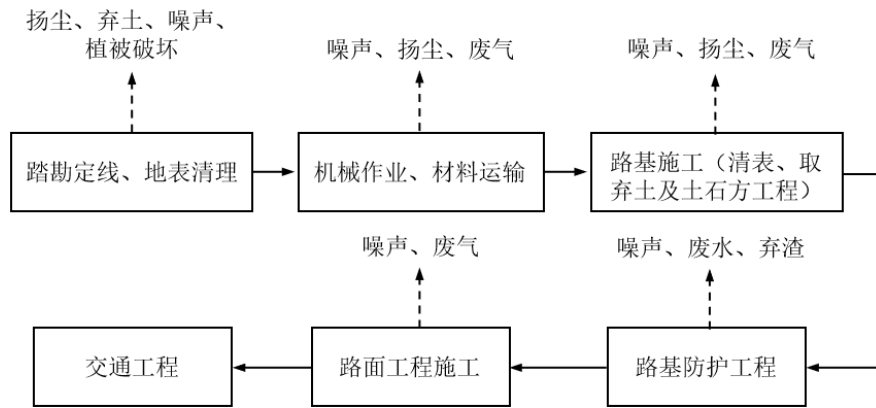 扬尘、弃土、噪声、
植被破坏
噪声、扬尘、废气
噪声、扬尘、废气
踏勘定线、地表清理
机械作业、材料运输
路基施工（清表、取
弃土及土石方工程）
噪声、废气
噪声、废水、弃渣
交通工程
路面工程施工
路基防护工程